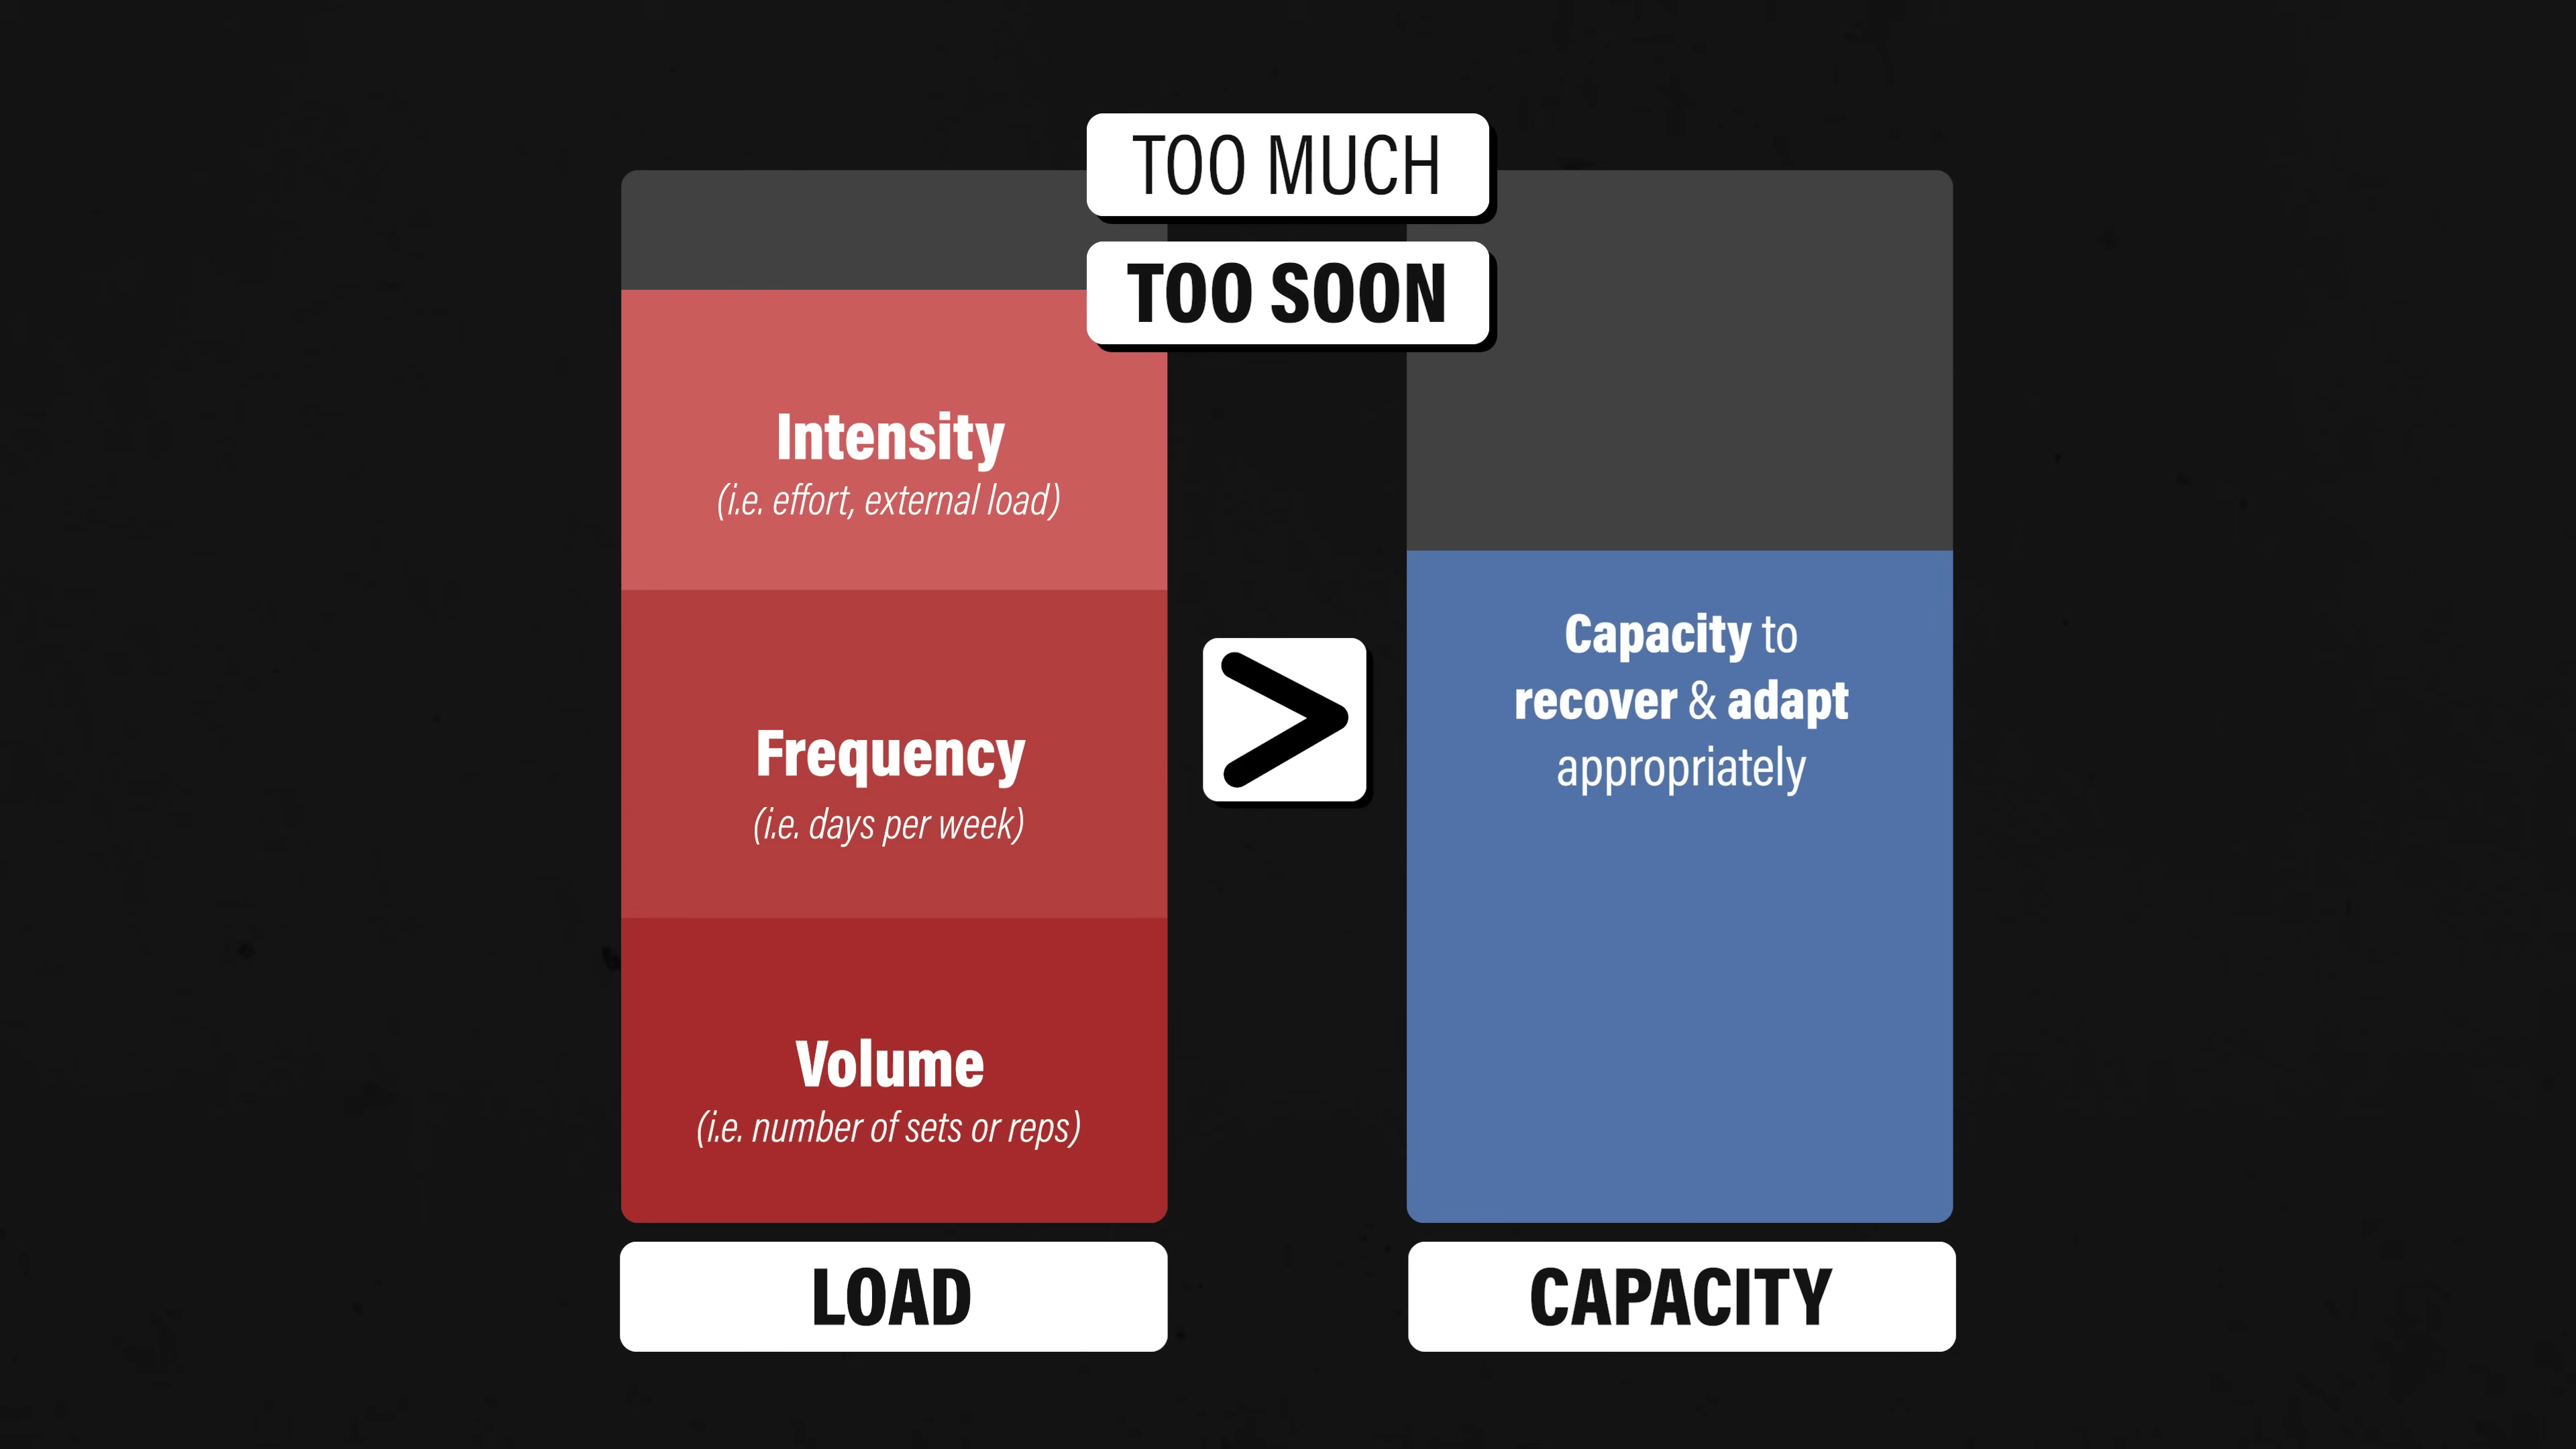 TOO MUCH
TOO SOON
Intensity
(i.e. effort, external load)
Frequency
(i.e. days per week)
Volume
(i.e. number of sets or reps)
LOAD
>
Capacity to
recover & adapt
appropriately
CAPACITY